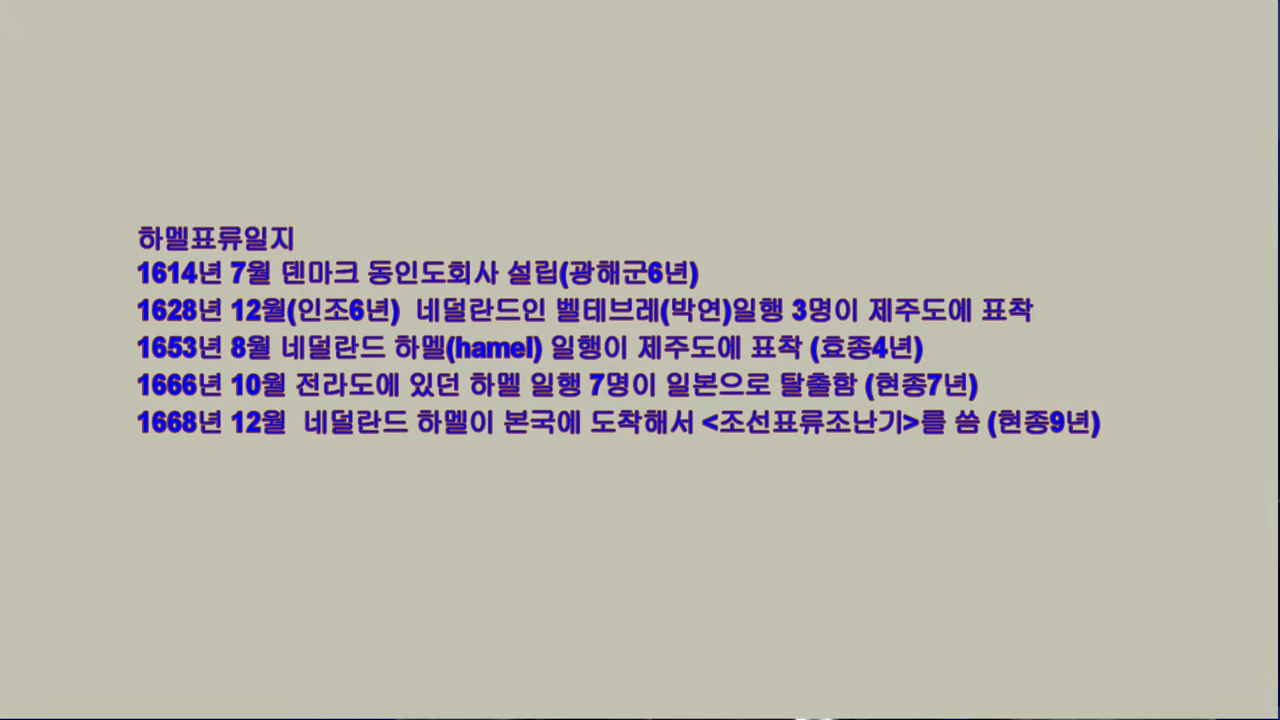 하멜표류일지
1614년 7월 덴마크 동인도회사 설립(광해군6년)
1628년 12월(인조6년) 네덜란드인 벨테브레(박연)일행 3명이 제주도에 표착
1653년 8월 네덜란드 하멜(hamel) 일행이 제주도에 표착 (효종4년)
1666년 10월 전라도에 있던 하멜 일행 7명이 일본으로 탈출함 (현종7년)
1668년 12월 네덜란드 하멜이 본국에 도착해서 <조선표류조난기>를 씀 (현종9년)